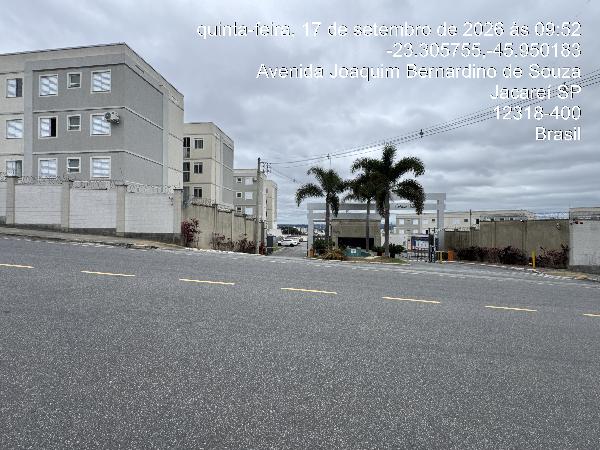 quinta-feira, 17 de setembro de 2026 às 09:52
-23.305755,-45.950183
Avenida Joaquim Bernardino de Souza
Jacareí SP
12318-400
Brasil